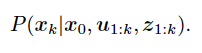 P(x_k|x_0, u_{1:k}, z_{1:k}).